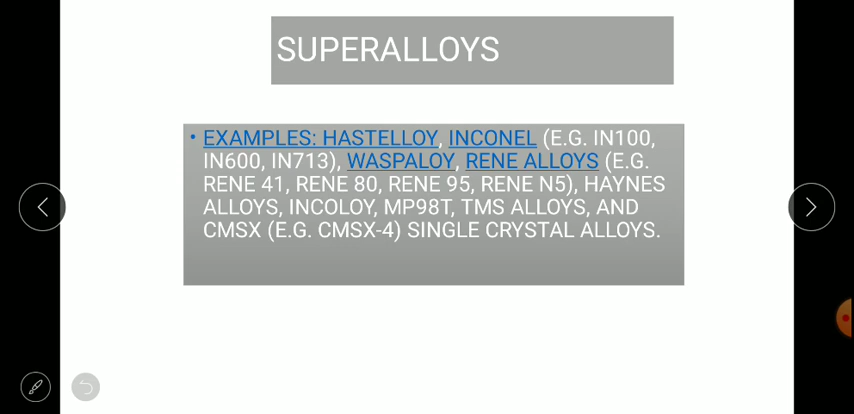 SUPERALLOYS
• EXAMPLES: HASTELLOY, INCONEL (E.G. IN100,
IN600, IN713), WASPALOY, RENE ALLOYS (E.G.
RENE 41, RENE 80, RENE 95, RENE N5), HAYNES
ALLOYS, INCOLOY, MP98T, TMS ALLOYS, AND
CMSX (E.G. CMSX-4) SINGLE CRYSTAL ALLOYS.